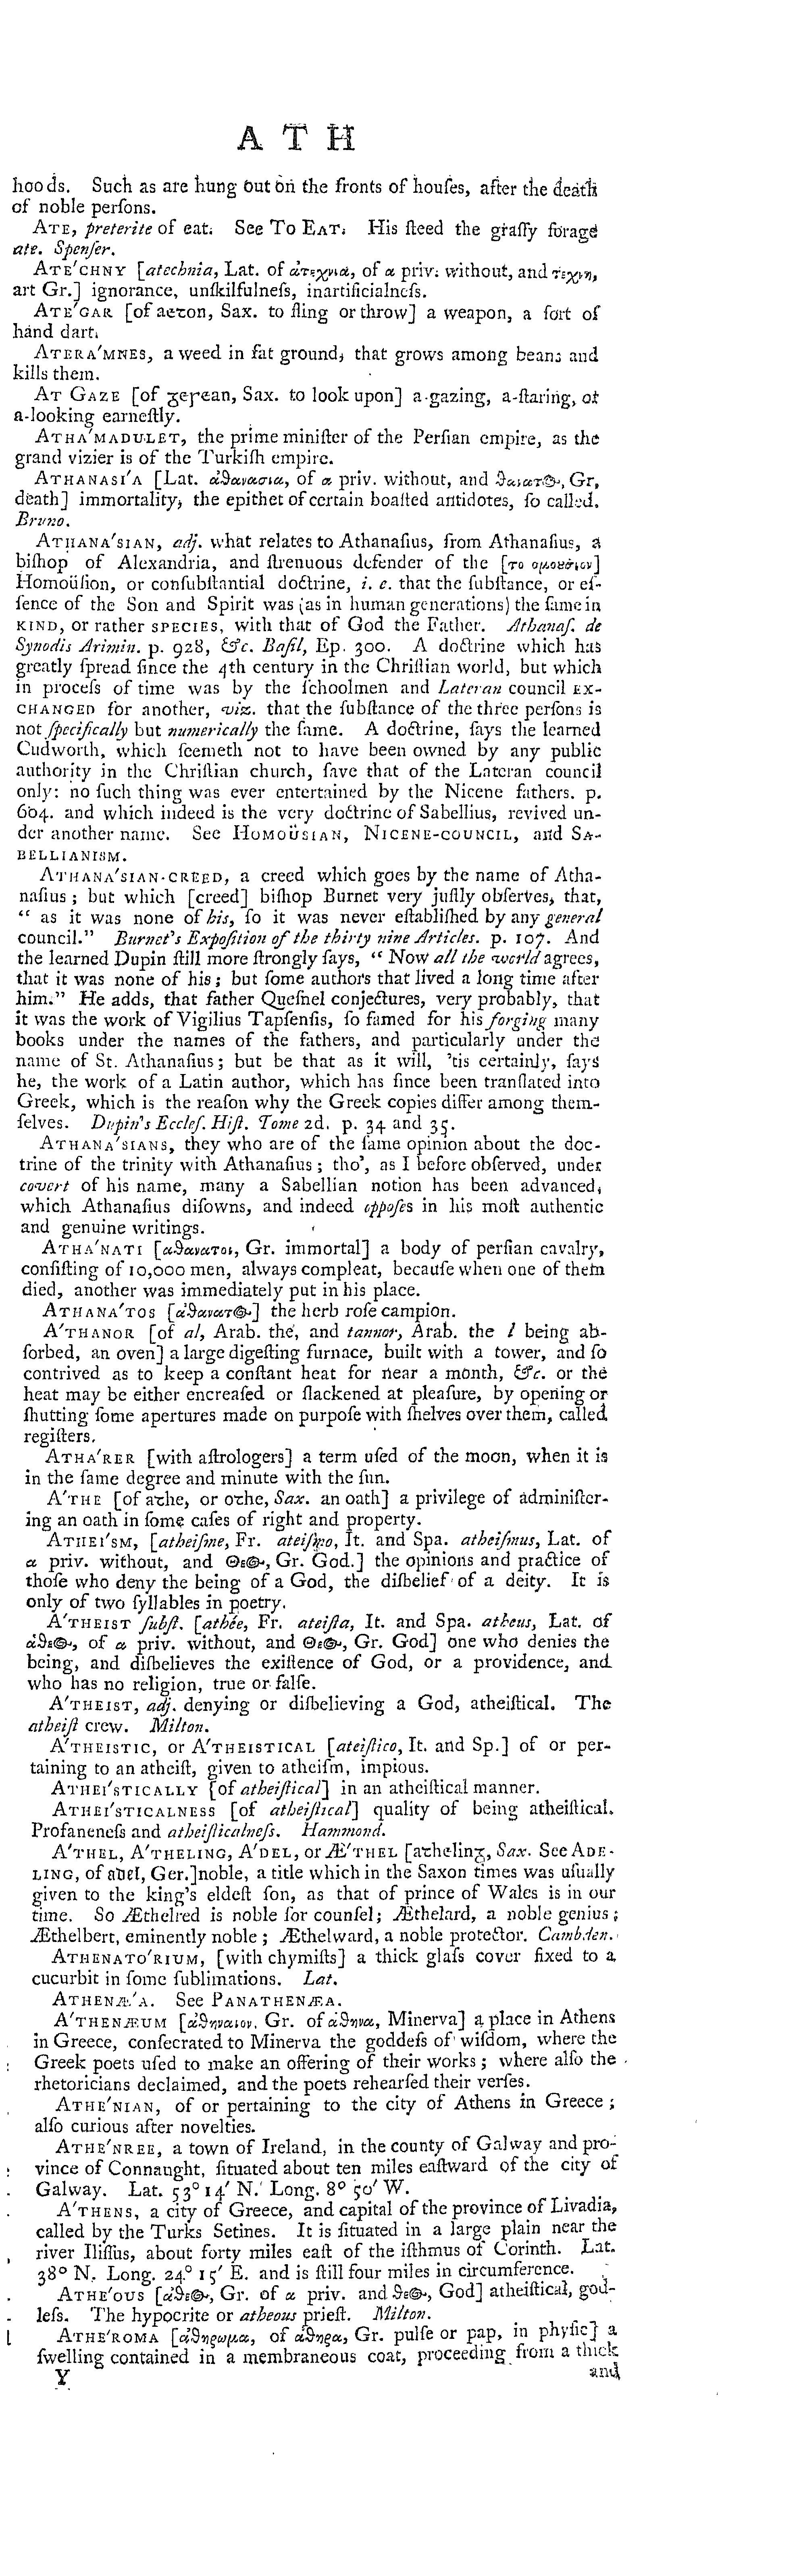 A T H
hoods. Such as are hung out on the fronts of houſes, after the death
of noble perſons.
ATE, preterite of eat. See To EAT. His ſteed the graſſy forage
ate. Spenſer.
ATE′CHNY [atechnia, Lat. of ἀτεχνια, of α priv. without, and τεχνη,
art Gr.] ignorance, unſkilfulneſs, inartificialneſs.
ATE′GAR [of aeton, Sax. to fling or throw] a weapon, a ſort of
hand dart.
ATERA′MNES, a weed in fat ground, that grows among beans and
kills them.
AT GAZE [of ȝeꞅean, Sax. to look upon] a-gazing, a-ſtaring, or
a-looking earneſtly.
ATHA′MADULET, the prime miniſter of the Perſian empire, as the
grand vizier is of the Turkiſh empire.
ATHANASI′A [Lat. ἀθανασια, of α priv. without, and θανατος, Gr.
death] immortality, the epithet of certain boaſted antidotes, ſo called.
Bruno.
ATHANA′SIAN, adj. what relates to Athanaſius, from Athanaſius, a
biſhop of Alexandria, and ſtrenuous defender of the [το ομοουσιον]
Homoüſion, or conſubſtantial doctrine, i. e. that the ſubſtance, or eſ-
ſence of the Son and Spirit was (as in human generations) the ſame in
KIND, or rather SPECIES, with that of God the Father. Athanaſ. de
Synodis Arimin. p. 928, &c. Baſil, Ep. 300. A doctrine which has
greatly ſpread ſince the 4th century in the Chriſtian world, but which
in proceſs of time was by the ſchoolmen and Lateran council EX-
CHANGED for another, viz. that the ſubſtance of the three perſons is
not ſpecifically but numerically the ſame. A doctrine, ſays the learned
Cudworth, which ſeemeth not to have been owned by any public
authority in the Chriſtian church, ſave that of the Lateran council
only: no ſuch thing was ever entertained by the Nicene fathers. p.
604. and which indeed is the very doctrine of Sabellius, revived un-
der another name. See HOMOÜSIAN, NICENE-COUNCIL, and SA-
BELLIANISM.
ATHANA′SIAN-CREED, a creed which goes by the name of Atha-
naſius; but which [creed] biſhop Burnet very juſtly obſerves, that,
“ as it was none of his, ſo it was never eſtabliſhed by any general
council.” Burnet's Expoſition of the thirty nine Articles. p. 107. And
the learned Dupin ſtill more ſtrongly ſays, “ Now all the world agrees,
that it was none of his; but ſome authors that lived a long time after
him.” He adds, that father Queſnel conjectures, very probably, that
it was the work of Vigilius Tapſenſis, ſo famed for his forging many
books under the names of the fathers, and particularly under the
name of St. Athanaſius; but be that as it will, 'tis certainly, ſays
he, the work of a Latin author, which has ſince been tranſlated into
Greek, which is the reaſon why the Greek copies differ among them-
ſelves. Dupin's Eccleſ. Hiſt. Tome 2d. p. 34 and 35.
ATHANA′SIANS, they who are of the ſame opinion about the doc-
trine of the trinity with Athanaſius; tho', as I before obſerved, under
covert of his name, many a Sabellian notion has been advanced,
which Athanaſius diſowns, and indeed oppoſes in his moſt authentic
and genuine writings.
ATHA′NATI [αθανατοι, Gr. immortal] a body of perſian cavalry,
conſiſting of 10,000 men, always compleat, becauſe when one of them
died, another was immediately put in his place.
ATHANA′TOS [ἀθανατος] the herb roſe campion.
A′THANOR [of al, Arab. the, and tannor, Arab. the l being ab-
ſorbed, an oven] a large digeſting furnace, built with a tower, and ſo
contrived as to keep a conſtant heat for near a month, &c. or the
heat may be either encreaſed or ſlackened at pleaſure, by opening or
ſhutting ſome apertures made on purpoſe with ſhelves over them, called
regiſters.
ATHA′RER [with aſtrologers] a term uſed of the moon, when it is
in the ſame degree and minute with the ſun.
A′THE [of aꞇhe, or oꞇhe, Sax. an oath] a privilege of adminiſter-
ing an oath in ſome caſes of right and property.
ATHEI′SM, [atheiſme, Fr. ateiſmo, It. and Spa. atheiſmus, Lat. of
α priv. without, and Θεος, Gr. God.] the opinions and practice of
thoſe who deny the being of a God, the diſbelief of a deity. It is
only of two ſyllables in poetry.
A′THEIST ſubſt. [athée, Fr. ateiſta, It. and Spa. atheus, Lat. of
ἀθεος, of α priv. without, and Θεος, Gr. God] one who denies the
being, and diſbelieves the exiſtence of God, or a providence, and
who has no religion, true or falſe.
A′THEIST, adj. denying or diſbelieving a God, atheiſtical. The
atheiſt crew. Milton.
A′THEISTIC, or A′THEISTICAL [ateiſtico, It. and Sp.] of or per-
taining to an atheiſt, given to atheiſm, impious.
ATHEI′STICALLY [of atheiſtical] in an atheiſtical manner.
ATHEI′STICALNESS [of atheiſtical] quality of being atheiſtical.
Profaneneſs and atheiſticalneſs. Hammond.
A′THEL, A′THELING, A′DEL, or Æ′THEL [aꞇhelinꝣ, Sax. See ADE-
LING, of adel, Ger.]noble, a title which in the Saxon times was uſually
given to the king's eldeſt ſon, as that of prince of Wales is in our
time. So Æthelred is noble for counſel; Æthelard, a noble genius;
Æthelbert, eminently noble; Æthelward, a noble protector. Cambden.
ATHENATO′RIUM, [with chymiſts] a thick glaſs cover fixed to a
cucurbit in ſome ſublimations. Lat.
ATHENÆ′A. See PANATHENÆA.
A′THENÆUM [ἀθηναιον, Gr. of ἀθηνα, Minerva] a place in Athens
in Greece, conſecrated to Minerva the goddeſs of wiſdom, where the
Greek poets uſed to make an offering of their works; where alſo the
rhetoricians declaimed, and the poets rehearſed their verſes.
ATHE′NIAN, of or pertaining to the city of Athens in Greece;
alſo curious after novelties.
ATHE′NREE, a town of Ireland, in the county of Galway and pro-
vince of Connaught, ſituated about ten miles eaſtward of the city of
Galway. Lat. 53° 14′ N. Long. 8° 50′ W.
A′THENS, a city of Greece, and capital of the province of Livadia,
called by the Turks Setines. It is ſituated in a large plain near the
river Iliſſus, about forty miles eaſt of the iſthmus of Corinth. Lat.
38° N. Long. 24° 15′ E. and is ſtill four miles in circumference.
ATHE′OUS [ἀθεος, Gr. of α priv. and θεος, God] atheiſtical, god-
leſs. The hypocrite or atheous prieſt. Milton.
ATHE′ROMA [ἀθηρωμα, of ἀθηρα, Gr. pulſe or pap, in phyſic] a
ſwelling contained in a membraneous coat, proceeding from a thick
Y and